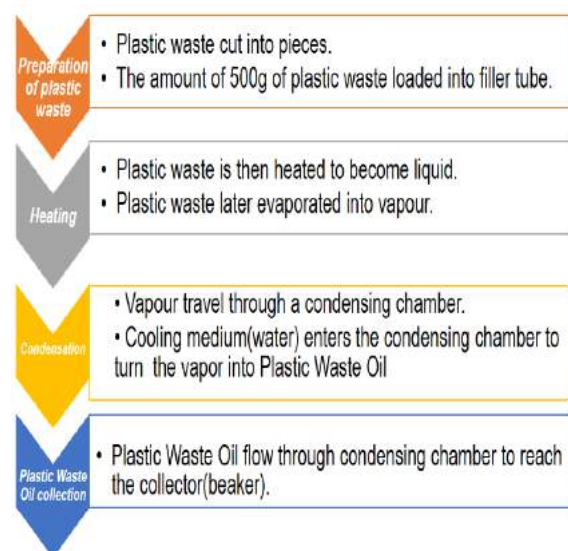 Preparation
of plastic
waste
• Plastic waste cut into pieces.
• The amount of 500g of plastic waste loaded into filler tube.
Heating
• Plastic waste is then heated to become liquid.
• Plastic waste later evaporated into vapour.
Condensation
• Vapour travel through a condensing chamber.
• Cooling medium(water) enters the condensing chamber to
turn the vapor into Plastic Waste Oil
Plastic Waste
Oil collection
• Plastic Waste Oil flow through condensing chamber to reach
the collector(beaker).